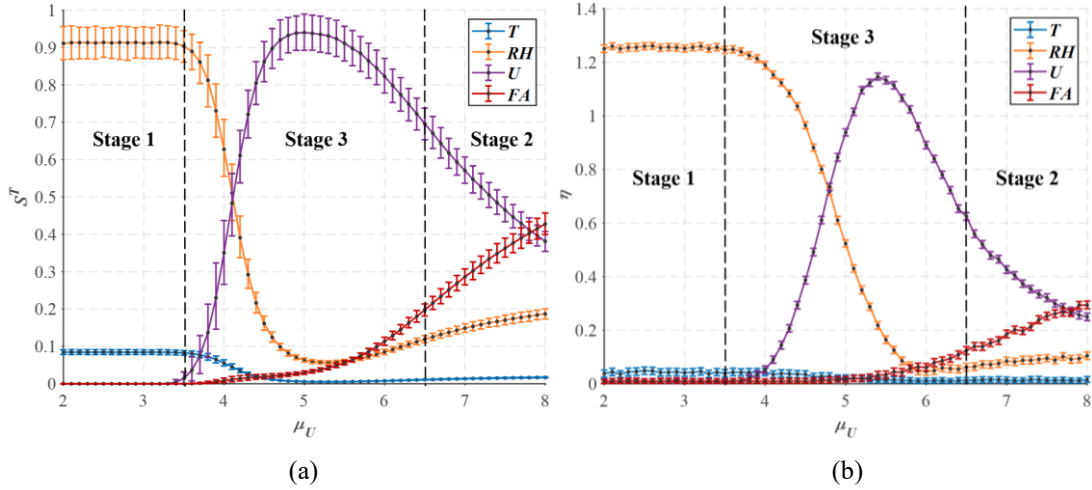 1
0.9
0.8
0.7
0.6
0.5
0.4
0.3
0.2
0.1
0
S^T
2 3 4 5 6 7 8
μ_U
Stage 1
Stage 3
Stage 2
T
RH
U
FA
(a)
1.4
1.2
1
0.8
0.6
0.4
0.2
0
η
2 3 4 5 6 7 8
μ_U
Stage 3
Stage 1
Stage 2
T
RH
U
FA
(b)